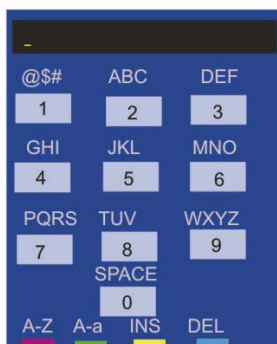 _
@$# ABC DEF
1 2 3
GHI JKL MNO
4 5 6
PQRS TUV WXYZ
7 8 9
SPACE
0
A-Z A-a INS DEL